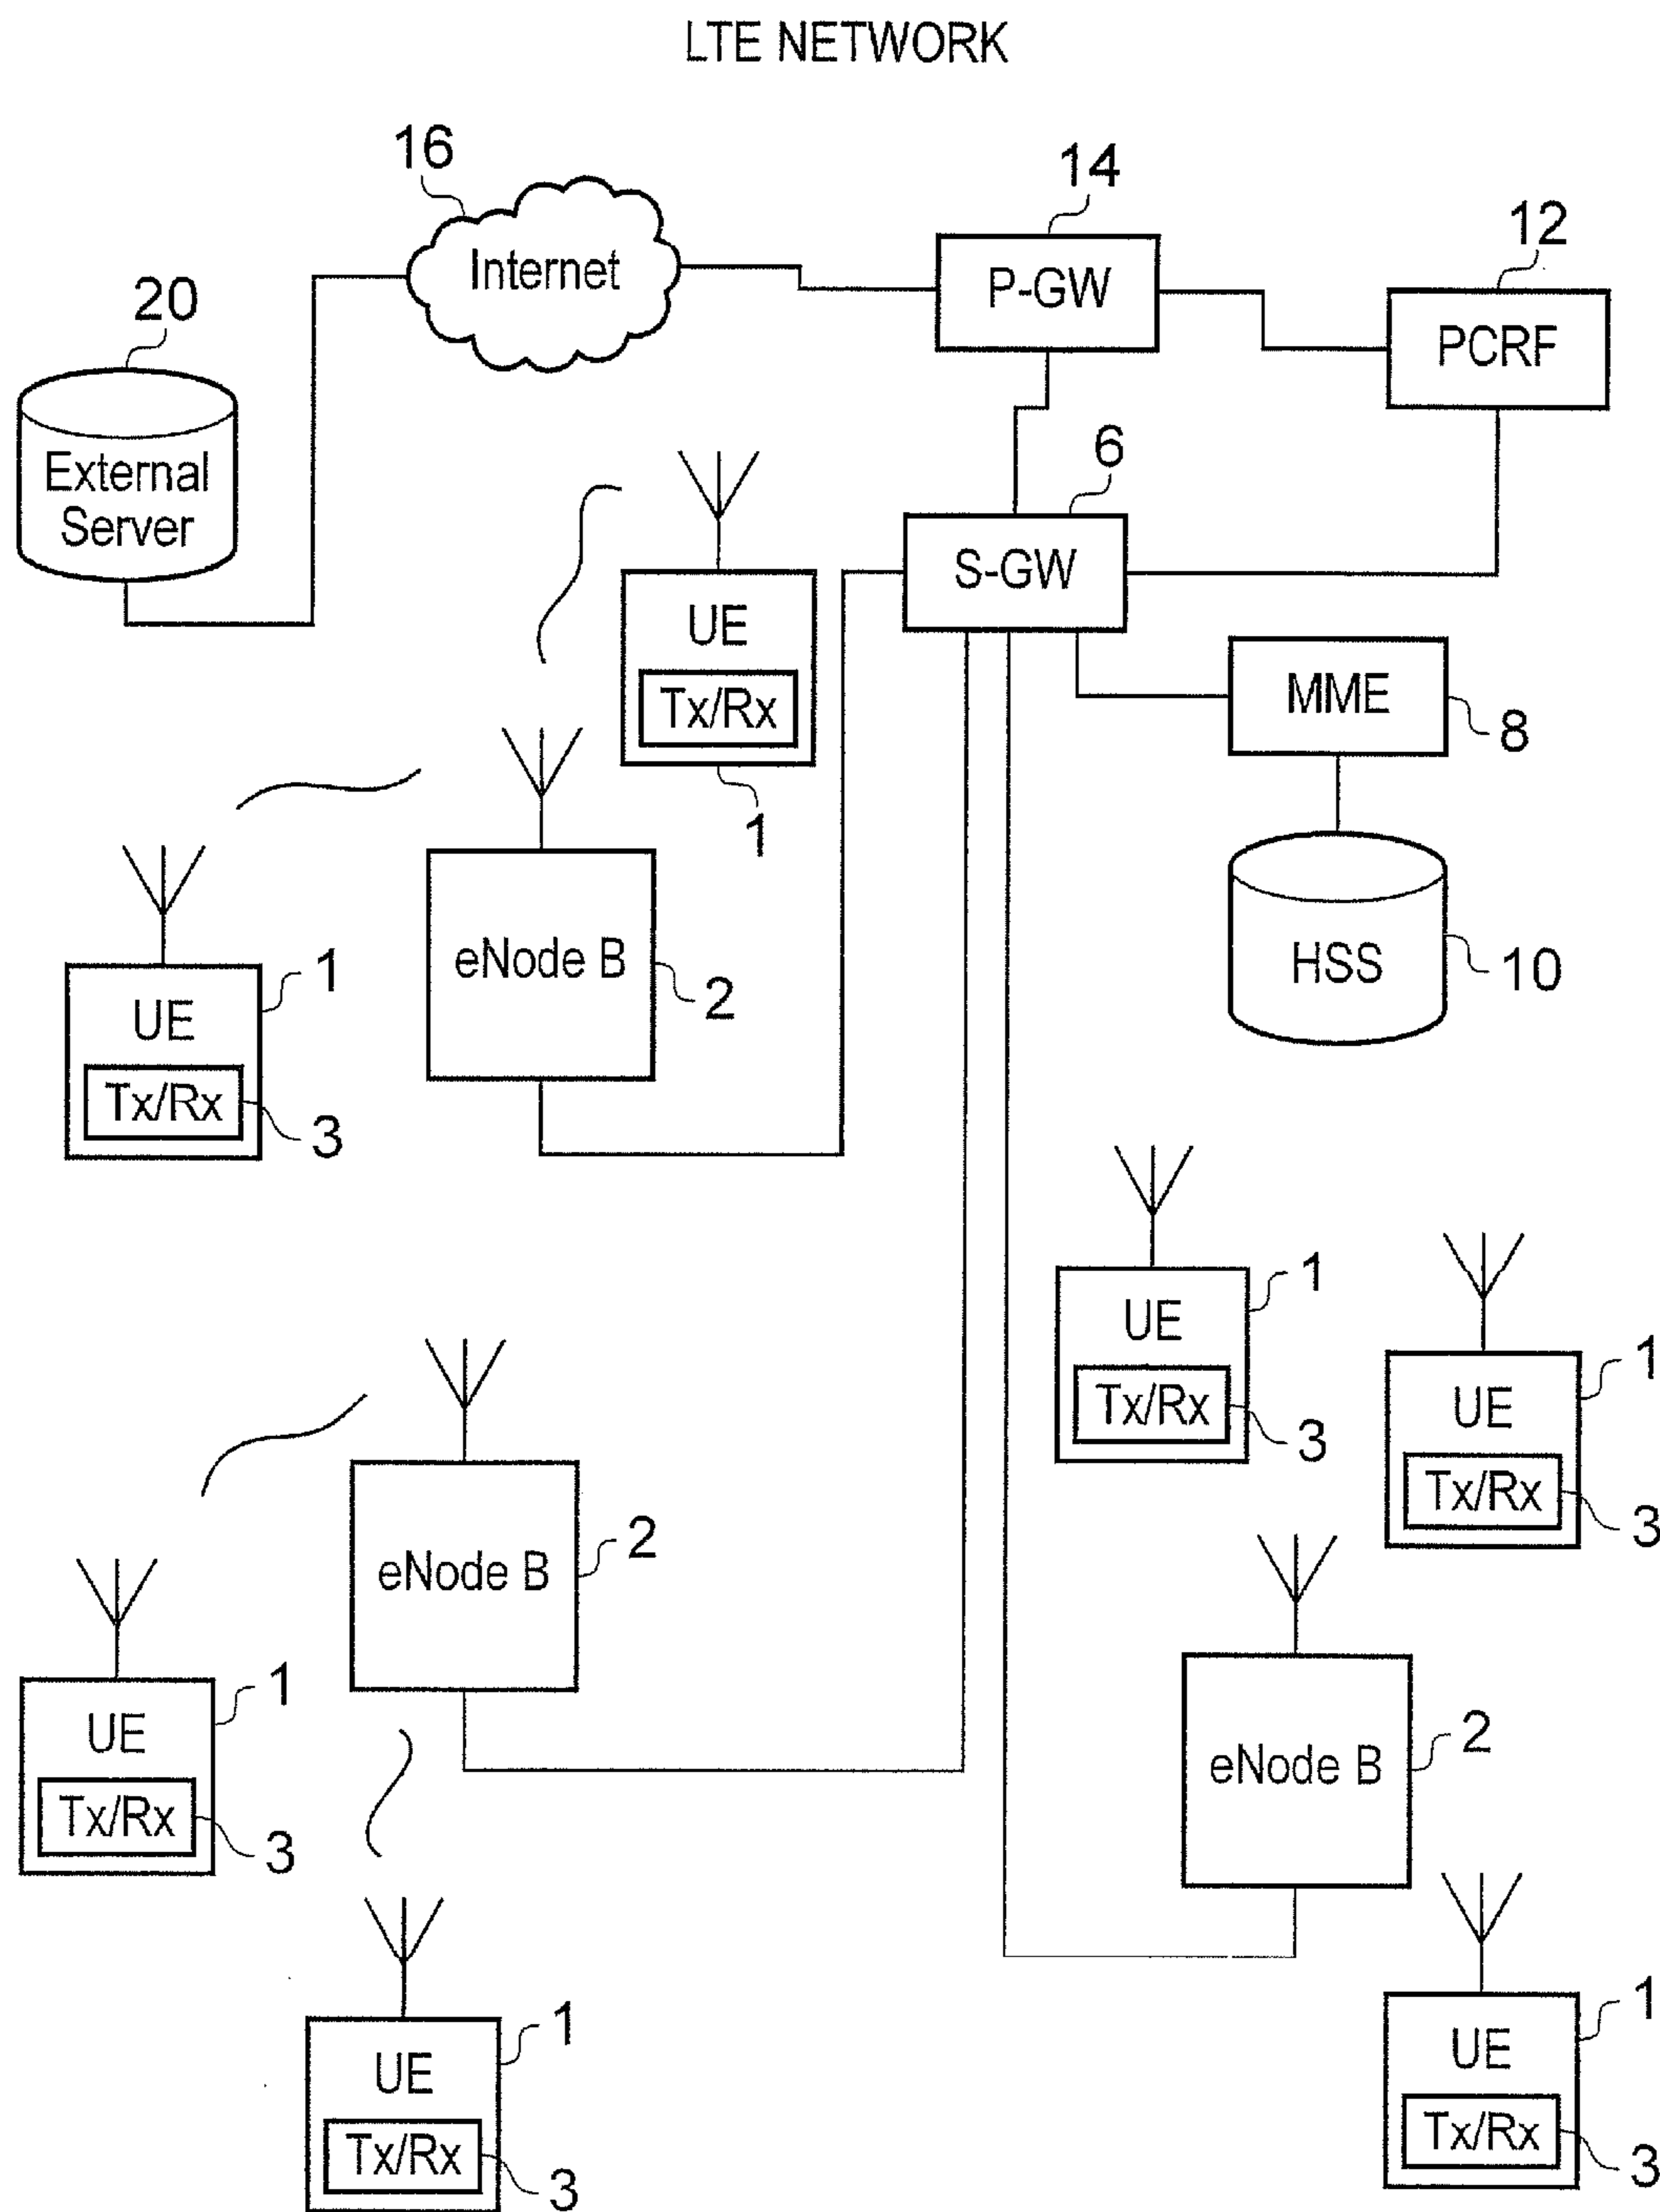 LTE NETWORK
16
14
12
20
Internet
P-GW
PCRF
External
Server
6
S-GW
UE
Tx/Rx
1
MME
8
eNode B
2
HSS
10
1
UE
Tx/Rx
3
1
UE
Tx/Rx
3
1
UE
Tx/Rx
3
eNode B
2
1
UE
Tx/Rx
3
eNode B
2
1
UE
Tx/Rx
3
1
UE
Tx/Rx
3